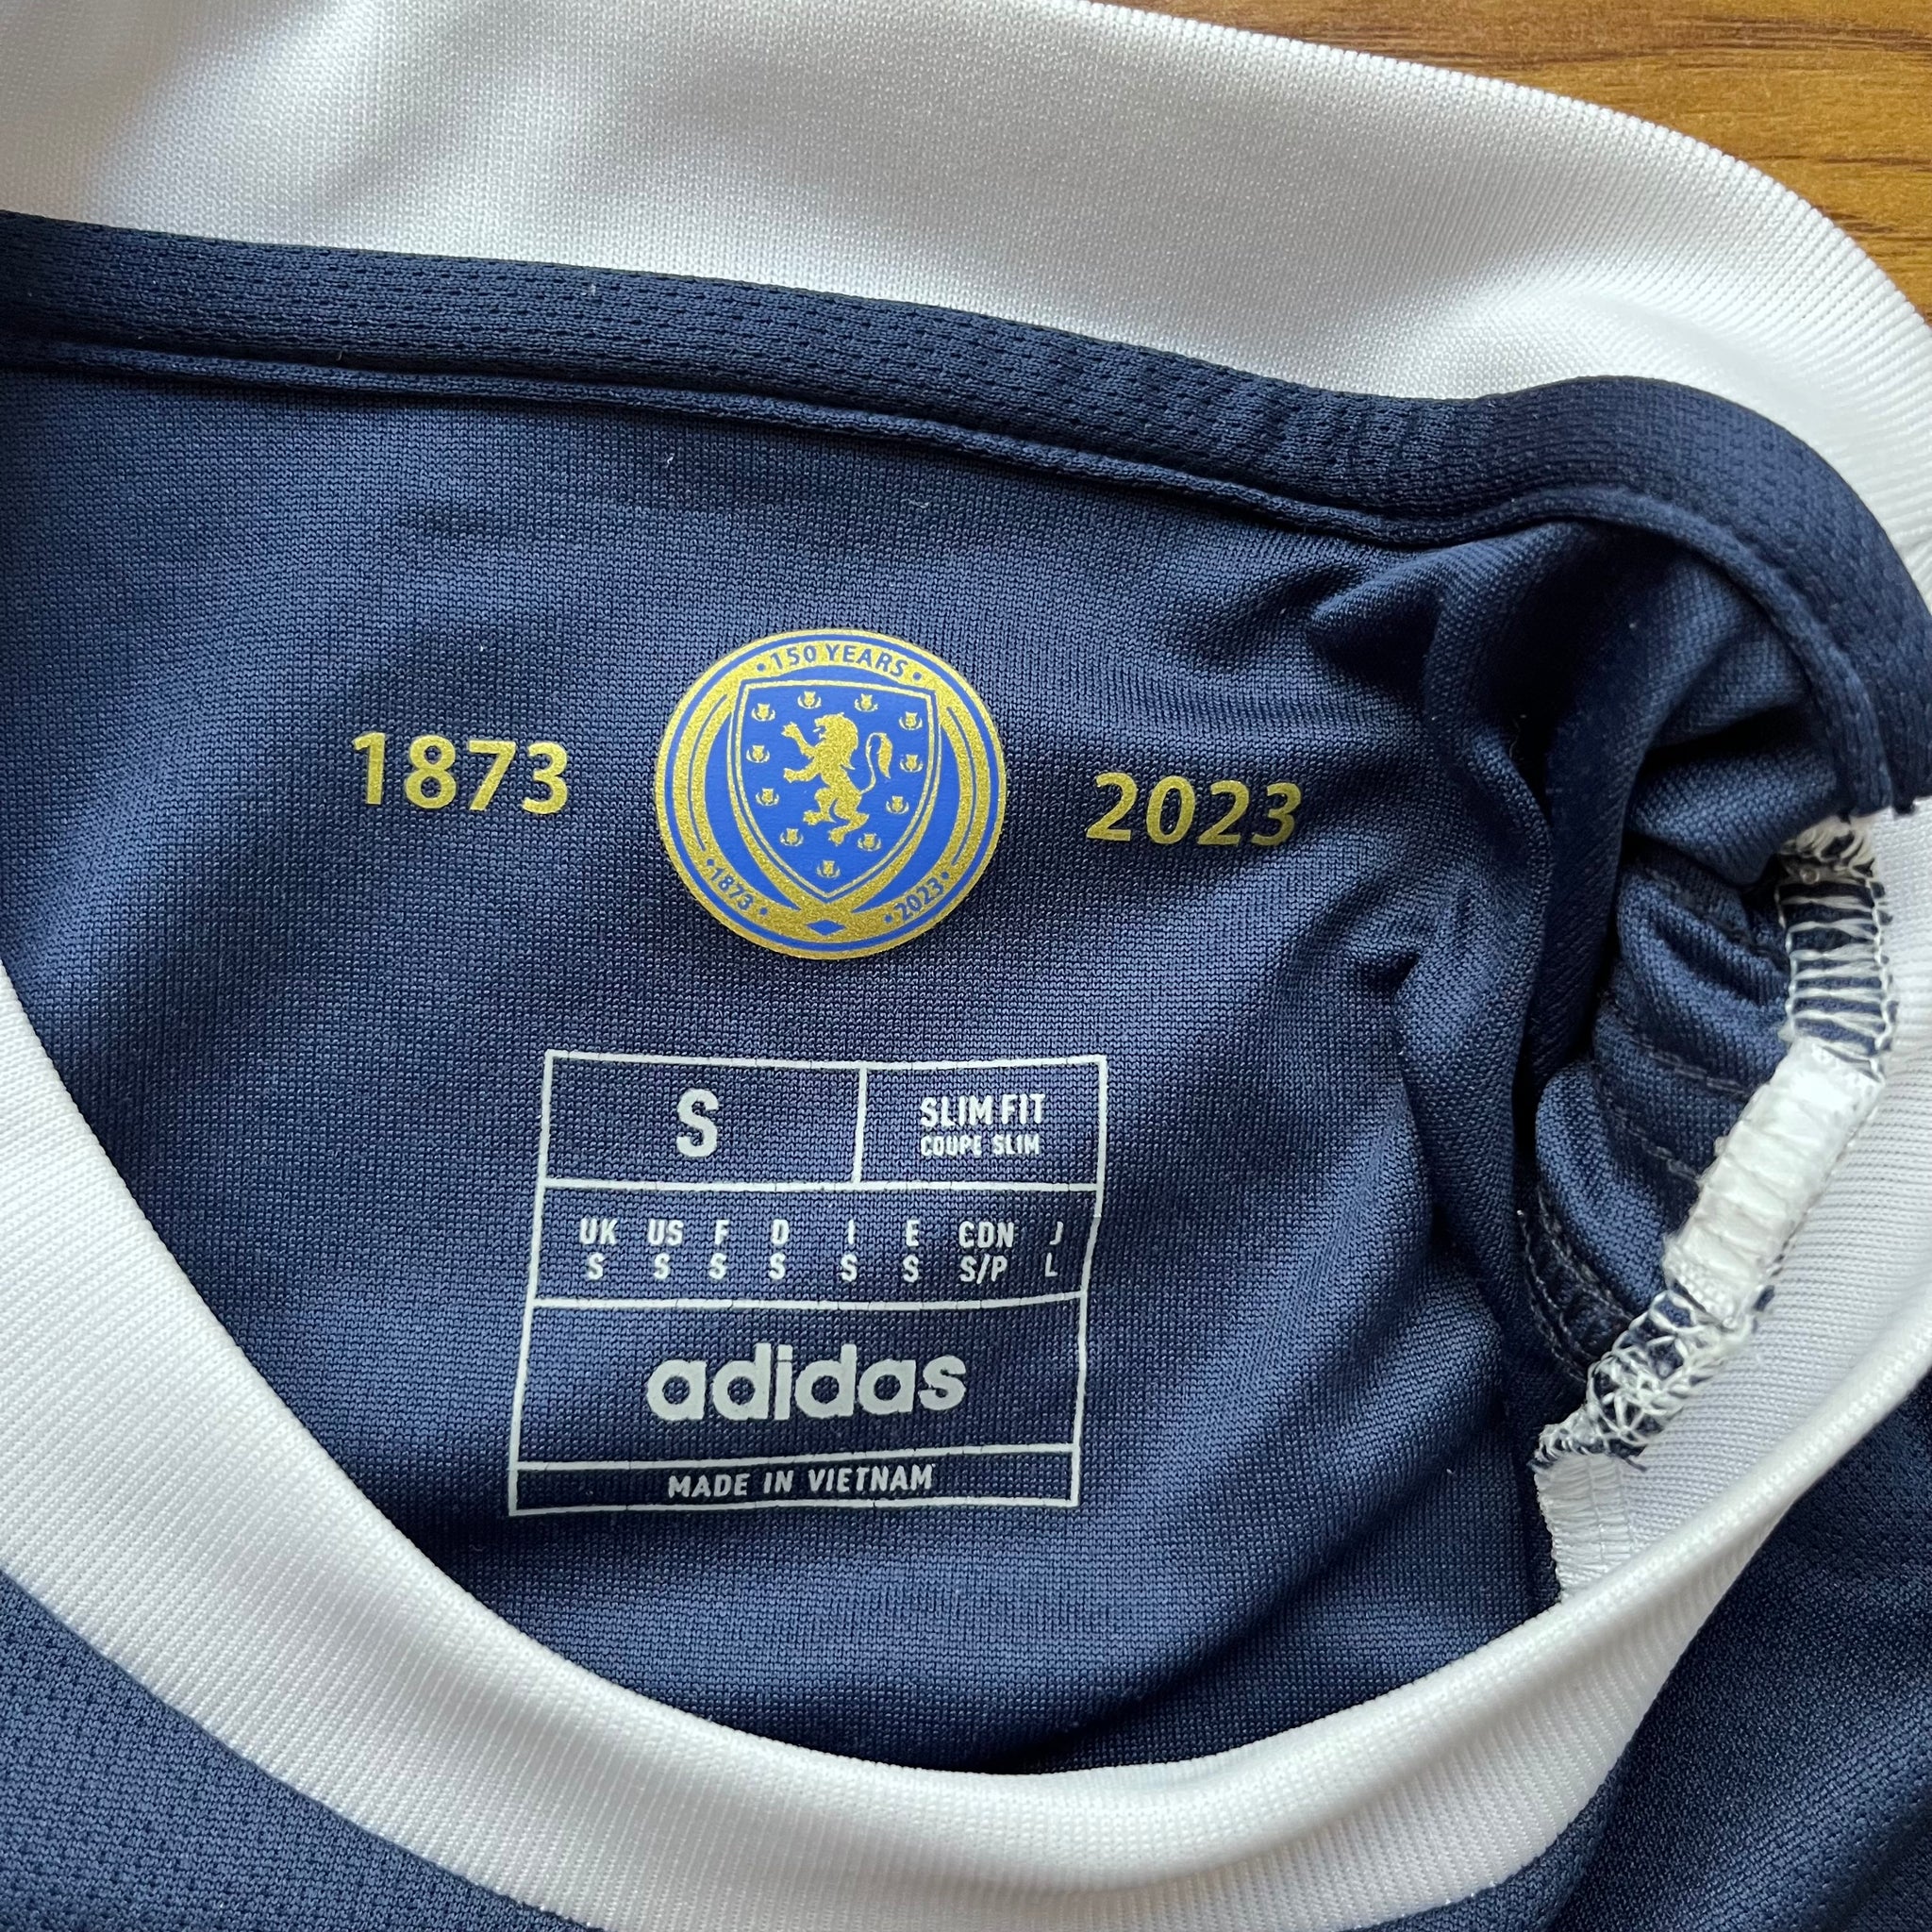 150 YEARS
1873
2023
1873 2023
S
SLIM FIT
COUPE SLIM
UK US F D I E CDN J
S S S S S S S/P L
adidas
MADE IN VIETNAM